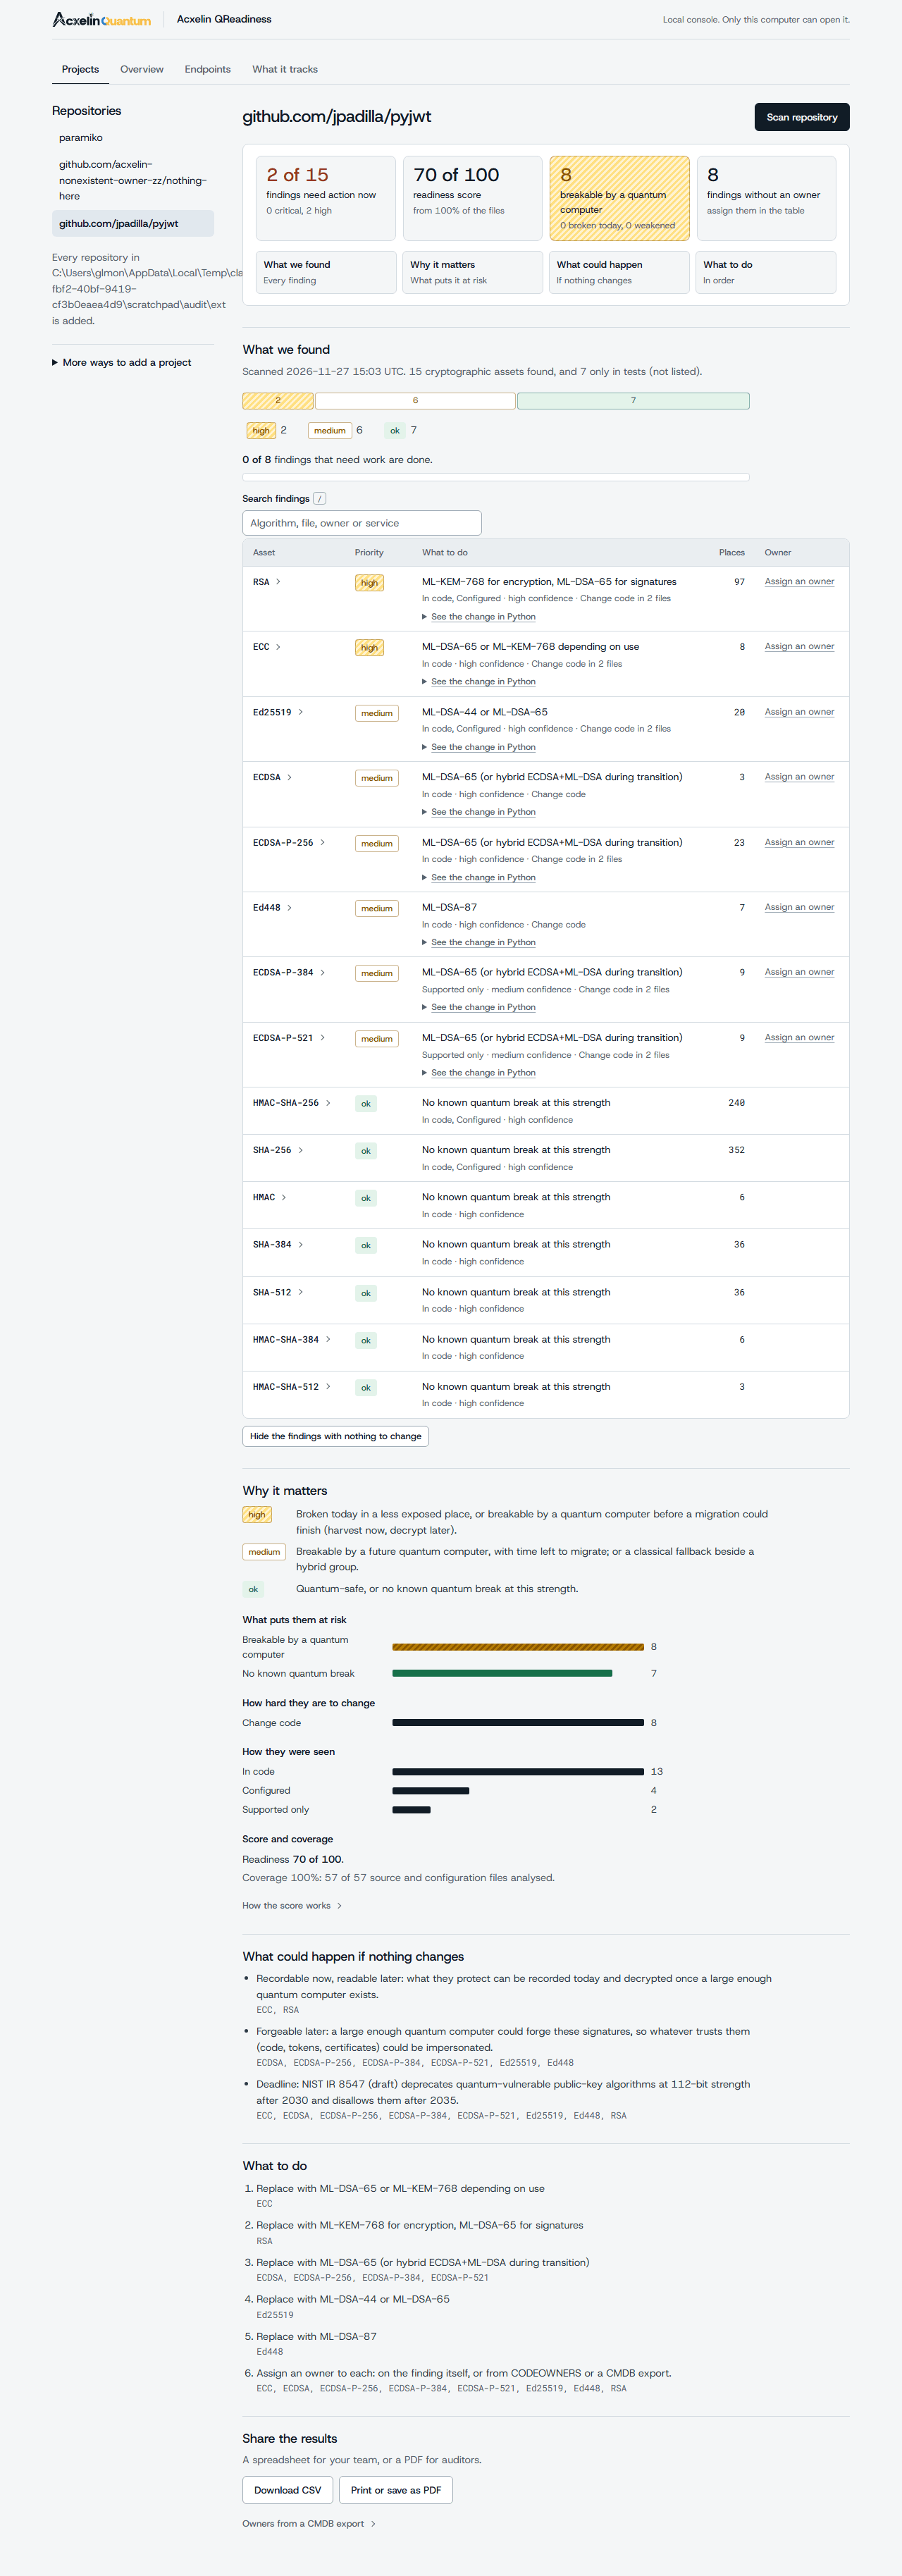 Acxelin Quantum
Acxelin QReadiness
Local console. Only this computer can open it.
Projects
Overview
Endpoints
What it tracks
Repositories
paramiko
github.com/acxelin-
nonexistent-owner-zz/nothing-
here
github.com/jpadilla/pyjwt
Every repository in
C:\Users\glmon\AppData\Local\Temp\cla
fbf2-40bf-9419-
cf3b0eaea4d9\scratchpad\audit\ext
is added.
More ways to add a project
github.com/jpadilla/pyjwt
Scan repository
2 of 15
findings need action now
0 critical, 2 high
70 of 100
readiness score
from 100% of the files
8
breakable by a quantum
computer
0 broken today, 0 weakened
8
findings without an owner
assign them in the table
What we found
Every finding
Why it matters
What puts it at risk
What could happen
If nothing changes
What to do
In order
What we found
Scanned 2026-11-27 15:03 UTC. 15 cryptographic assets found, and 7 only in tests (not listed).
2 6 7
high 2 medium 6 ok 7
0 of 8 findings that need work are done.
Search findings /
Algorithm, file, owner or service
Asset Priority What to do Places Owner
RSA high ML-KEM-768 for encryption, ML-DSA-65 for signatures 97 Assign an owner
In code, Configured · high confidence · Change code in 2 files
See the change in Python
ECC high ML-DSA-65 or ML-KEM-768 depending on use 8 Assign an owner
In code · high confidence · Change code in 2 files
See the change in Python
Ed25519 medium ML-DSA-44 or ML-DSA-65 20 Assign an owner
In code, Configured · high confidence · Change code in 2 files
See the change in Python
ECDSA medium ML-DSA-65 (or hybrid ECDSA+ML-DSA during transition) 3 Assign an owner
In code · high confidence · Change code
See the change in Python
ECDSA-P-256 medium ML-DSA-65 (or hybrid ECDSA+ML-DSA during transition) 23 Assign an owner
In code · high confidence · Change code in 2 files
See the change in Python
Ed448 medium ML-DSA-87 7 Assign an owner
In code · high confidence · Change code
See the change in Python
ECDSA-P-384 medium ML-DSA-65 (or hybrid ECDSA+ML-DSA during transition) 9 Assign an owner
Supported only · medium confidence · Change code in 2 files
See the change in Python
ECDSA-P-521 medium ML-DSA-65 (or hybrid ECDSA+ML-DSA during transition) 9 Assign an owner
Supported only · medium confidence · Change code in 2 files
See the change in Python
HMAC-SHA-256 ok No known quantum break at this strength 240
In code, Configured · high confidence
SHA-256 ok No known quantum break at this strength 352
In code, Configured · high confidence
HMAC ok No known quantum break at this strength 6
In code · high confidence
SHA-384 ok No known quantum break at this strength 36
In code · high confidence
SHA-512 ok No known quantum break at this strength 36
In code · high confidence
HMAC-SHA-384 ok No known quantum break at this strength 6
In code · high confidence
HMAC-SHA-512 ok No known quantum break at this strength 3
In code · high confidence
Hide the findings with nothing to change
Why it matters
high Broken today in a less exposed place, or breakable by a quantum computer before a migration could
finish (harvest now, decrypt later).
medium Breakable by a future quantum computer, with time left to migrate; or a classical fallback beside a
hybrid group.
ok Quantum-safe, or no known quantum break at this strength.
What puts them at risk
Breakable by a quantum
computer 8
No known quantum break 7
How hard they are to change
Change code 8
How they were seen
In code 13
Configured 4
Supported only 2
Score and coverage
Readiness 70 of 100.
Coverage 100%: 57 of 57 source and configuration files analysed.
How the score works
What could happen if nothing changes
• Recordable now, readable later: what they protect can be recorded today and decrypted once a large enough
quantum computer exists.
ECC, RSA
• Forgeable later: a large enough quantum computer could forge these signatures, so whatever trusts them
(code, tokens, certificates) could be impersonated.
ECDSA, ECDSA-P-256, ECDSA-P-384, ECDSA-P-521, Ed25519, Ed448
• Deadline: NIST IR 8547 (draft) deprecates quantum-vulnerable public-key algorithms at 112-bit strength
after 2030 and disallows them after 2035.
ECC, ECDSA, ECDSA-P-256, ECDSA-P-384, ECDSA-P-521, Ed25519, Ed448, RSA
What to do
1. Replace with ML-DSA-65 or ML-KEM-768 depending on use
ECC
2. Replace with ML-KEM-768 for encryption, ML-DSA-65 for signatures
RSA
3. Replace with ML-DSA-65 (or hybrid ECDSA+ML-DSA during transition)
ECDSA, ECDSA-P-256, ECDSA-P-384, ECDSA-P-521
4. Replace with ML-DSA-44 or ML-DSA-65
Ed25519
5. Replace with ML-DSA-87
Ed448
6. Assign an owner to each: on the finding itself, or from CODEOWNERS or a CMDB export.
ECC, ECDSA, ECDSA-P-256, ECDSA-P-384, ECDSA-P-521, Ed25519, Ed448, RSA
Share the results
A spreadsheet for your team, or a PDF for auditors.
Download CSV
Print or save as PDF
Owners from a CMDB export